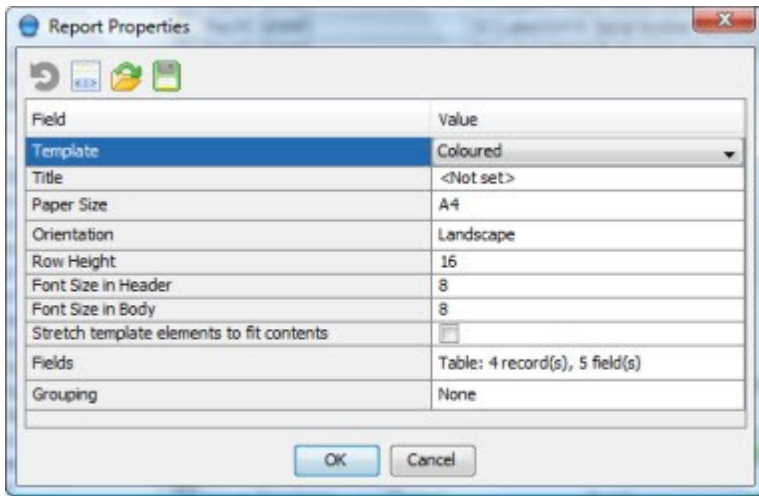 Report Properties
Field Value
Template Coloured
Title <Not set>
Paper Size A4
Orientation Landscape
Row Height 16
Font Size in Header 8
Font Size in Body 8
Stretch template elements to fit contents
Fields Table: 4 record(s), 5 field(s)
Grouping None
OK Cancel